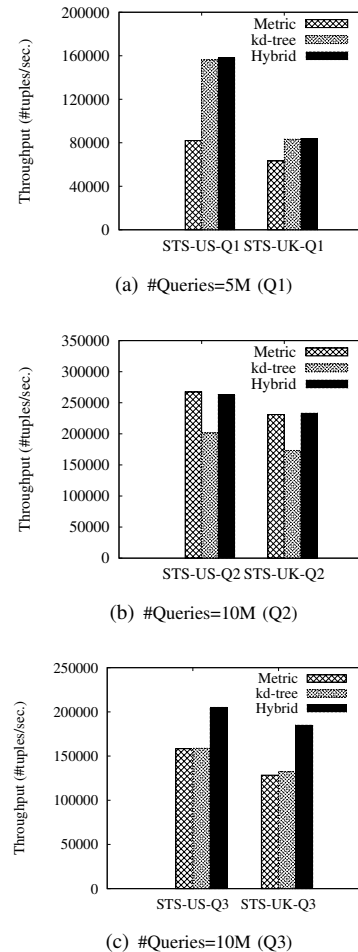 200000
160000
120000
80000
40000
0
Throughput (#tuples/sec.)
Metric
kd-tree
Hybrid
STS-US-Q1 STS-UK-Q1
(a) #Queries=5M (Q1)
350000
300000
250000
200000
150000
100000
50000
0
Throughput (#tuples/sec.)
Metric
kd-tree
Hybrid
STS-US-Q2 STS-UK-Q2
(b) #Queries=10M (Q2)
250000
200000
150000
100000
50000
0
Throughput (#tuples/sec.)
Metric
kd-tree
Hybrid
STS-US-Q3 STS-UK-Q3
(c) #Queries=10M (Q3)